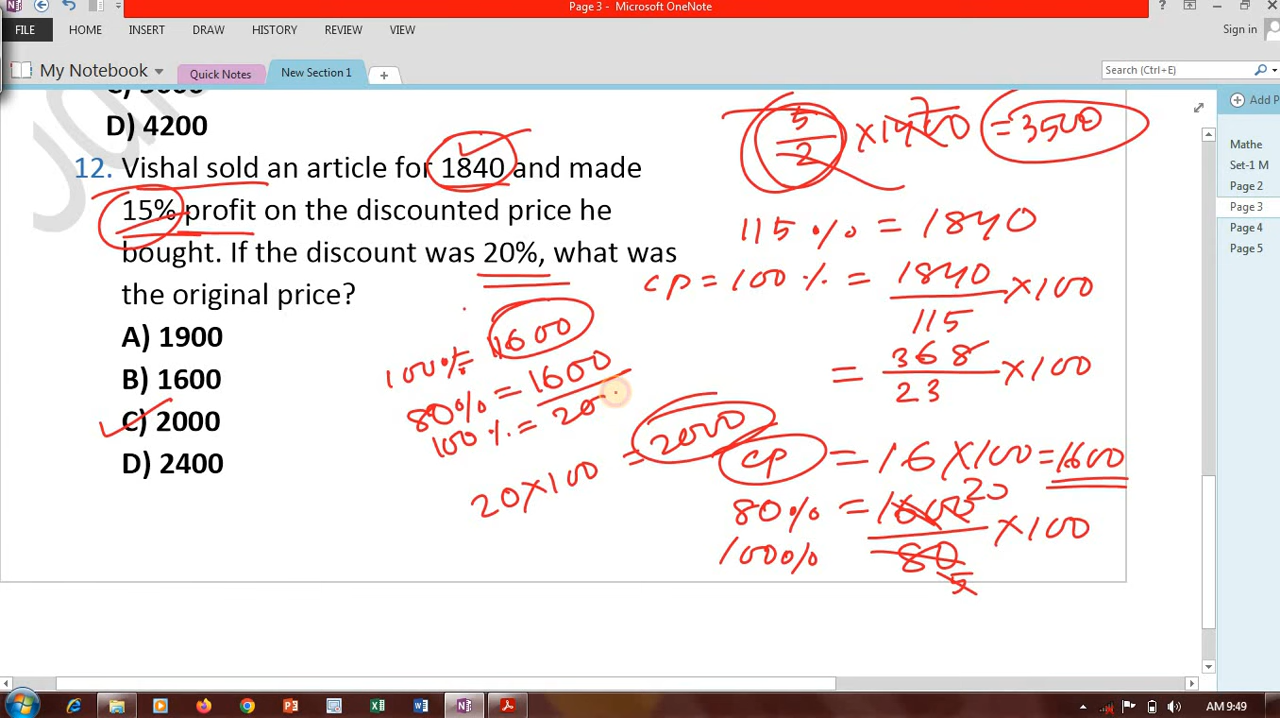 Page 3 - Microsoft OneNote
FILE HOME INSERT DRAW HISTORY REVIEW VIEW
Sign in
My Notebook
Quick Notes
New Section 1
Search (Ctrl+E)
Add P
Mathe
Set-1 M
Page 2
Page 3
Page 4
Page 5
D) 4200
12. Vishal sold an article for 1840 and made
15% profit on the discounted price he
bought. If the discount was 20%, what was
the original price?
A) 1900
B) 1600
C) 2000
D) 2400
= 3500
115 % = 1840
CP = 100 % = 1840/115 × 100
= 368/23 × 100
CP = 16 × 100 = 1600
80% = 1600/80 × 100
100%
20
5
100% = 1600
80% = 1600
100 % = 20
20 × 100 = 2000
AM 9:49